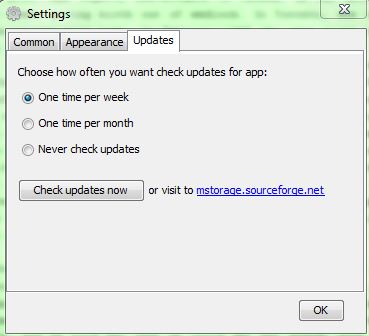 Settings
Common Appearance Updates
Choose how often you want check updates for app:
One time per week
One time per month
Never check updates
Check updates now or visit to mstorage.sourceforge.net
OK